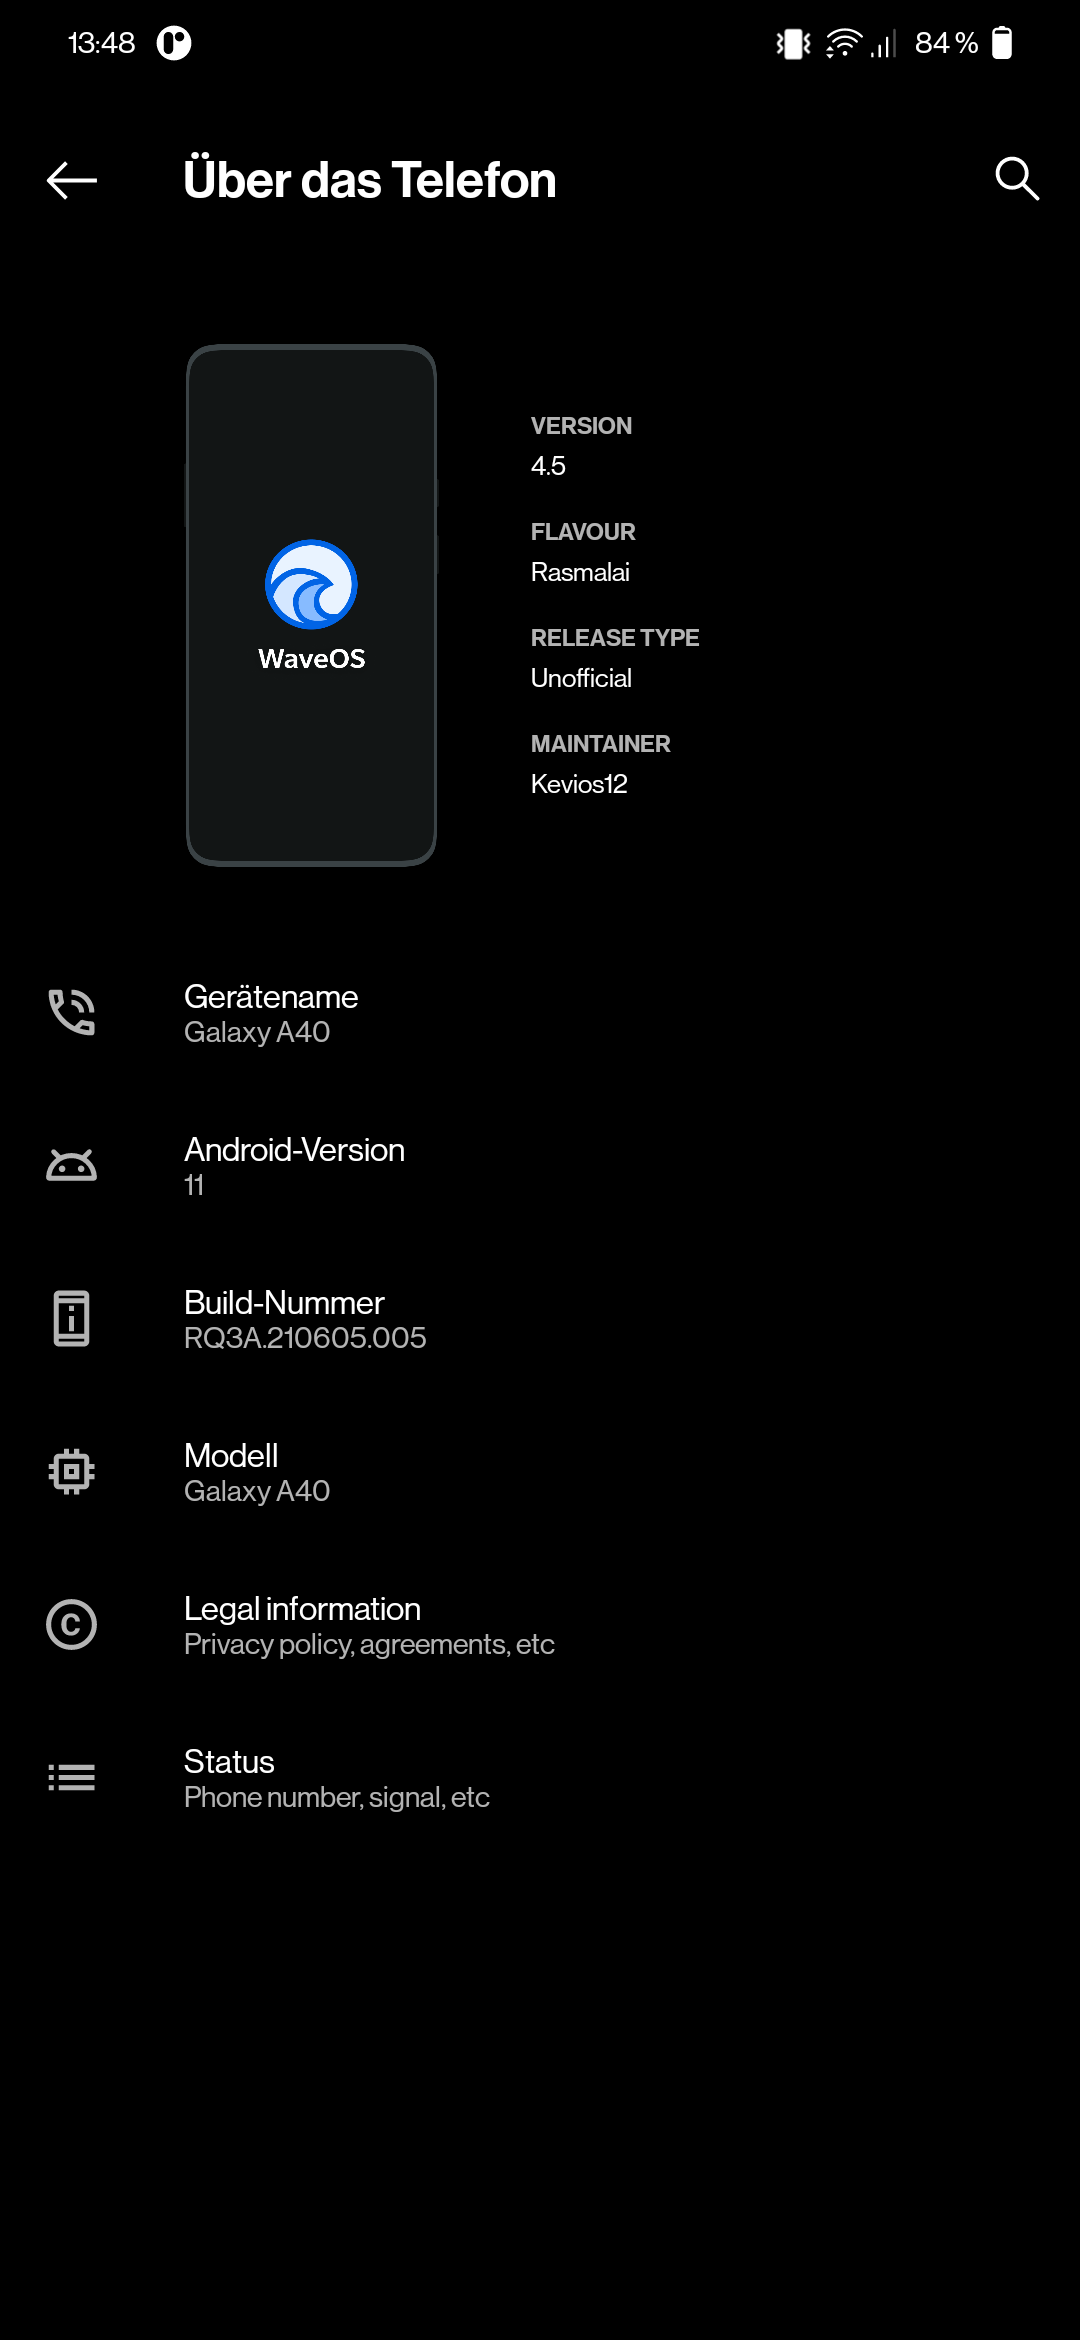 13:48
84 %
Über das Telefon
WaveOS
VERSION
4.5
FLAVOUR
Rasmalai
RELEASE TYPE
Unofficial
MAINTAINER
Kevios12
Gerätename
Galaxy A40
Android-Version
11
Build-Nummer
RQ3A.210605.005
Modell
Galaxy A40
Legal information
Privacy policy, agreements, etc
Status
Phone number, signal, etc